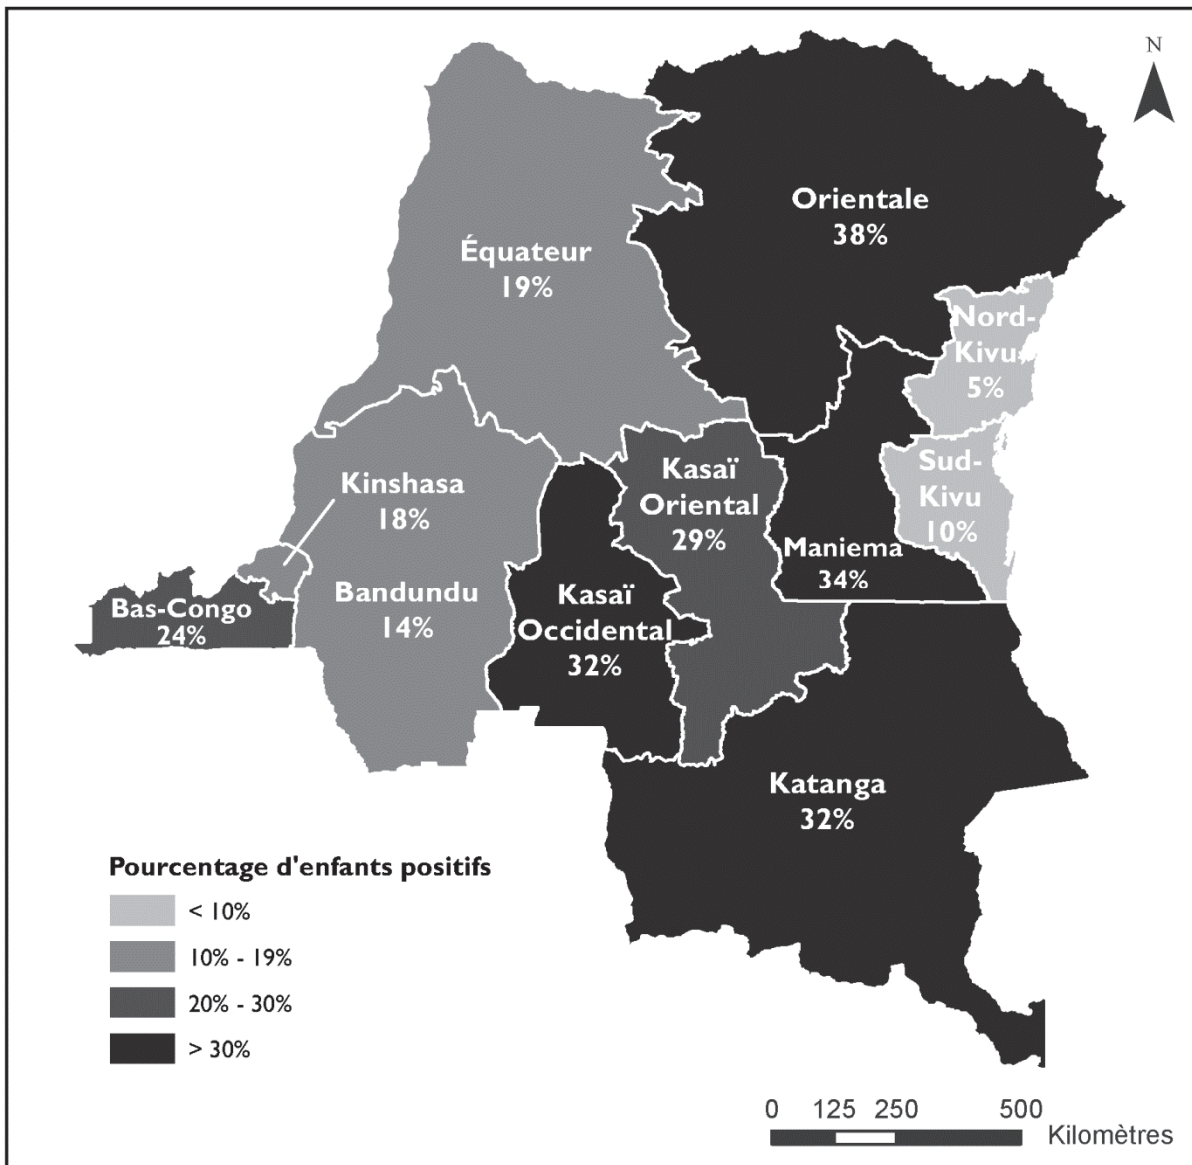 N
Orientale
38%
Équateur
19%
Nord-
Kivu
5%
Sud-
Kivu
10%
Kasaï
Oriental
29%
Kinshasa
18%
Maniema
34%
Bandundu
14%
Kasaï
Occidental
32%
Bas-Congo
24%
Katanga
32%
Pourcentage d'enfants positifs
< 10%
10% - 19%
20% - 30%
> 30%
0 125 250 500
Kilomètres